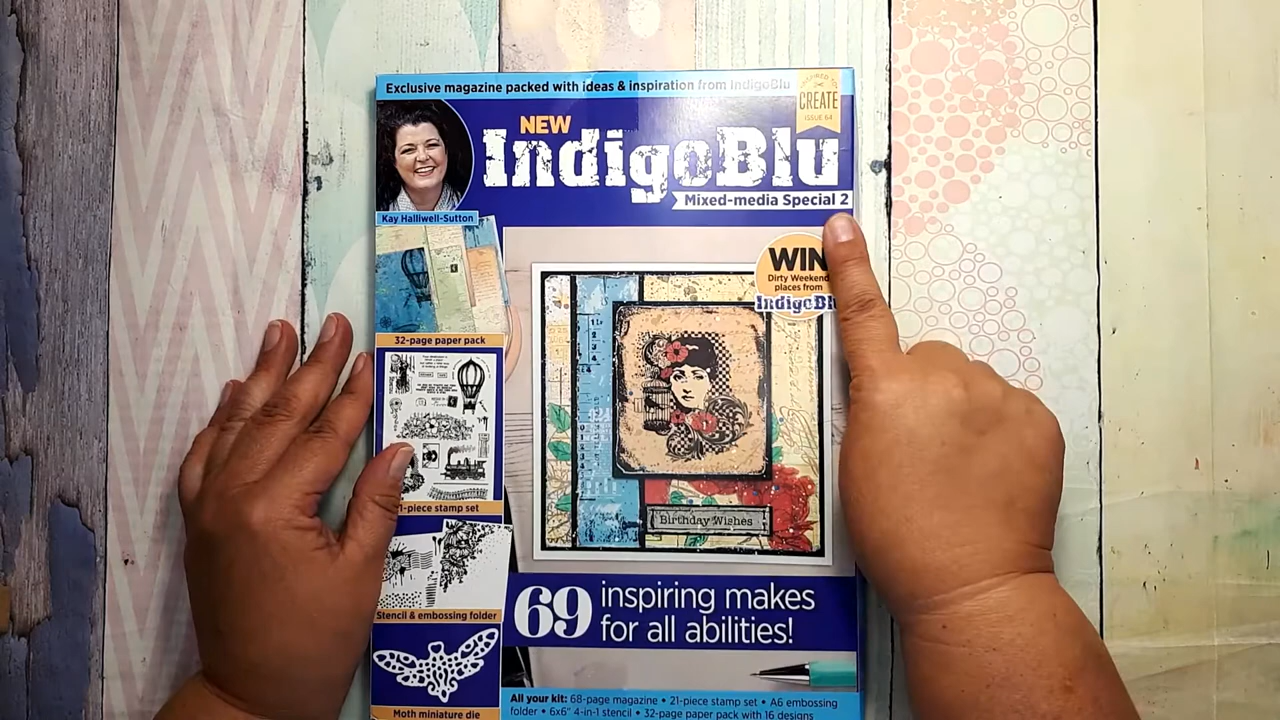 Exclusive magazine packed with ideas & inspiration from IndigoBlu
INSPIRED TO
CREATE
ISSUE 64
NEW
IndigoBlu
Mixed-media Special 2
Kay Halliwell-Sutton
WIN
Dirty Weekend
places from
IndigoBl
32-page paper pack
1-piece stamp set
Birthday Wishes
Stencil & embossing folder
69 inspiring makes
for all abilities!
Moth miniature die
All your kit: 68-page magazine • 21-piece stamp set • A6 embossing
folder • 6x6" 4-in-1 stencil • 32-page paper pack with 16 designs